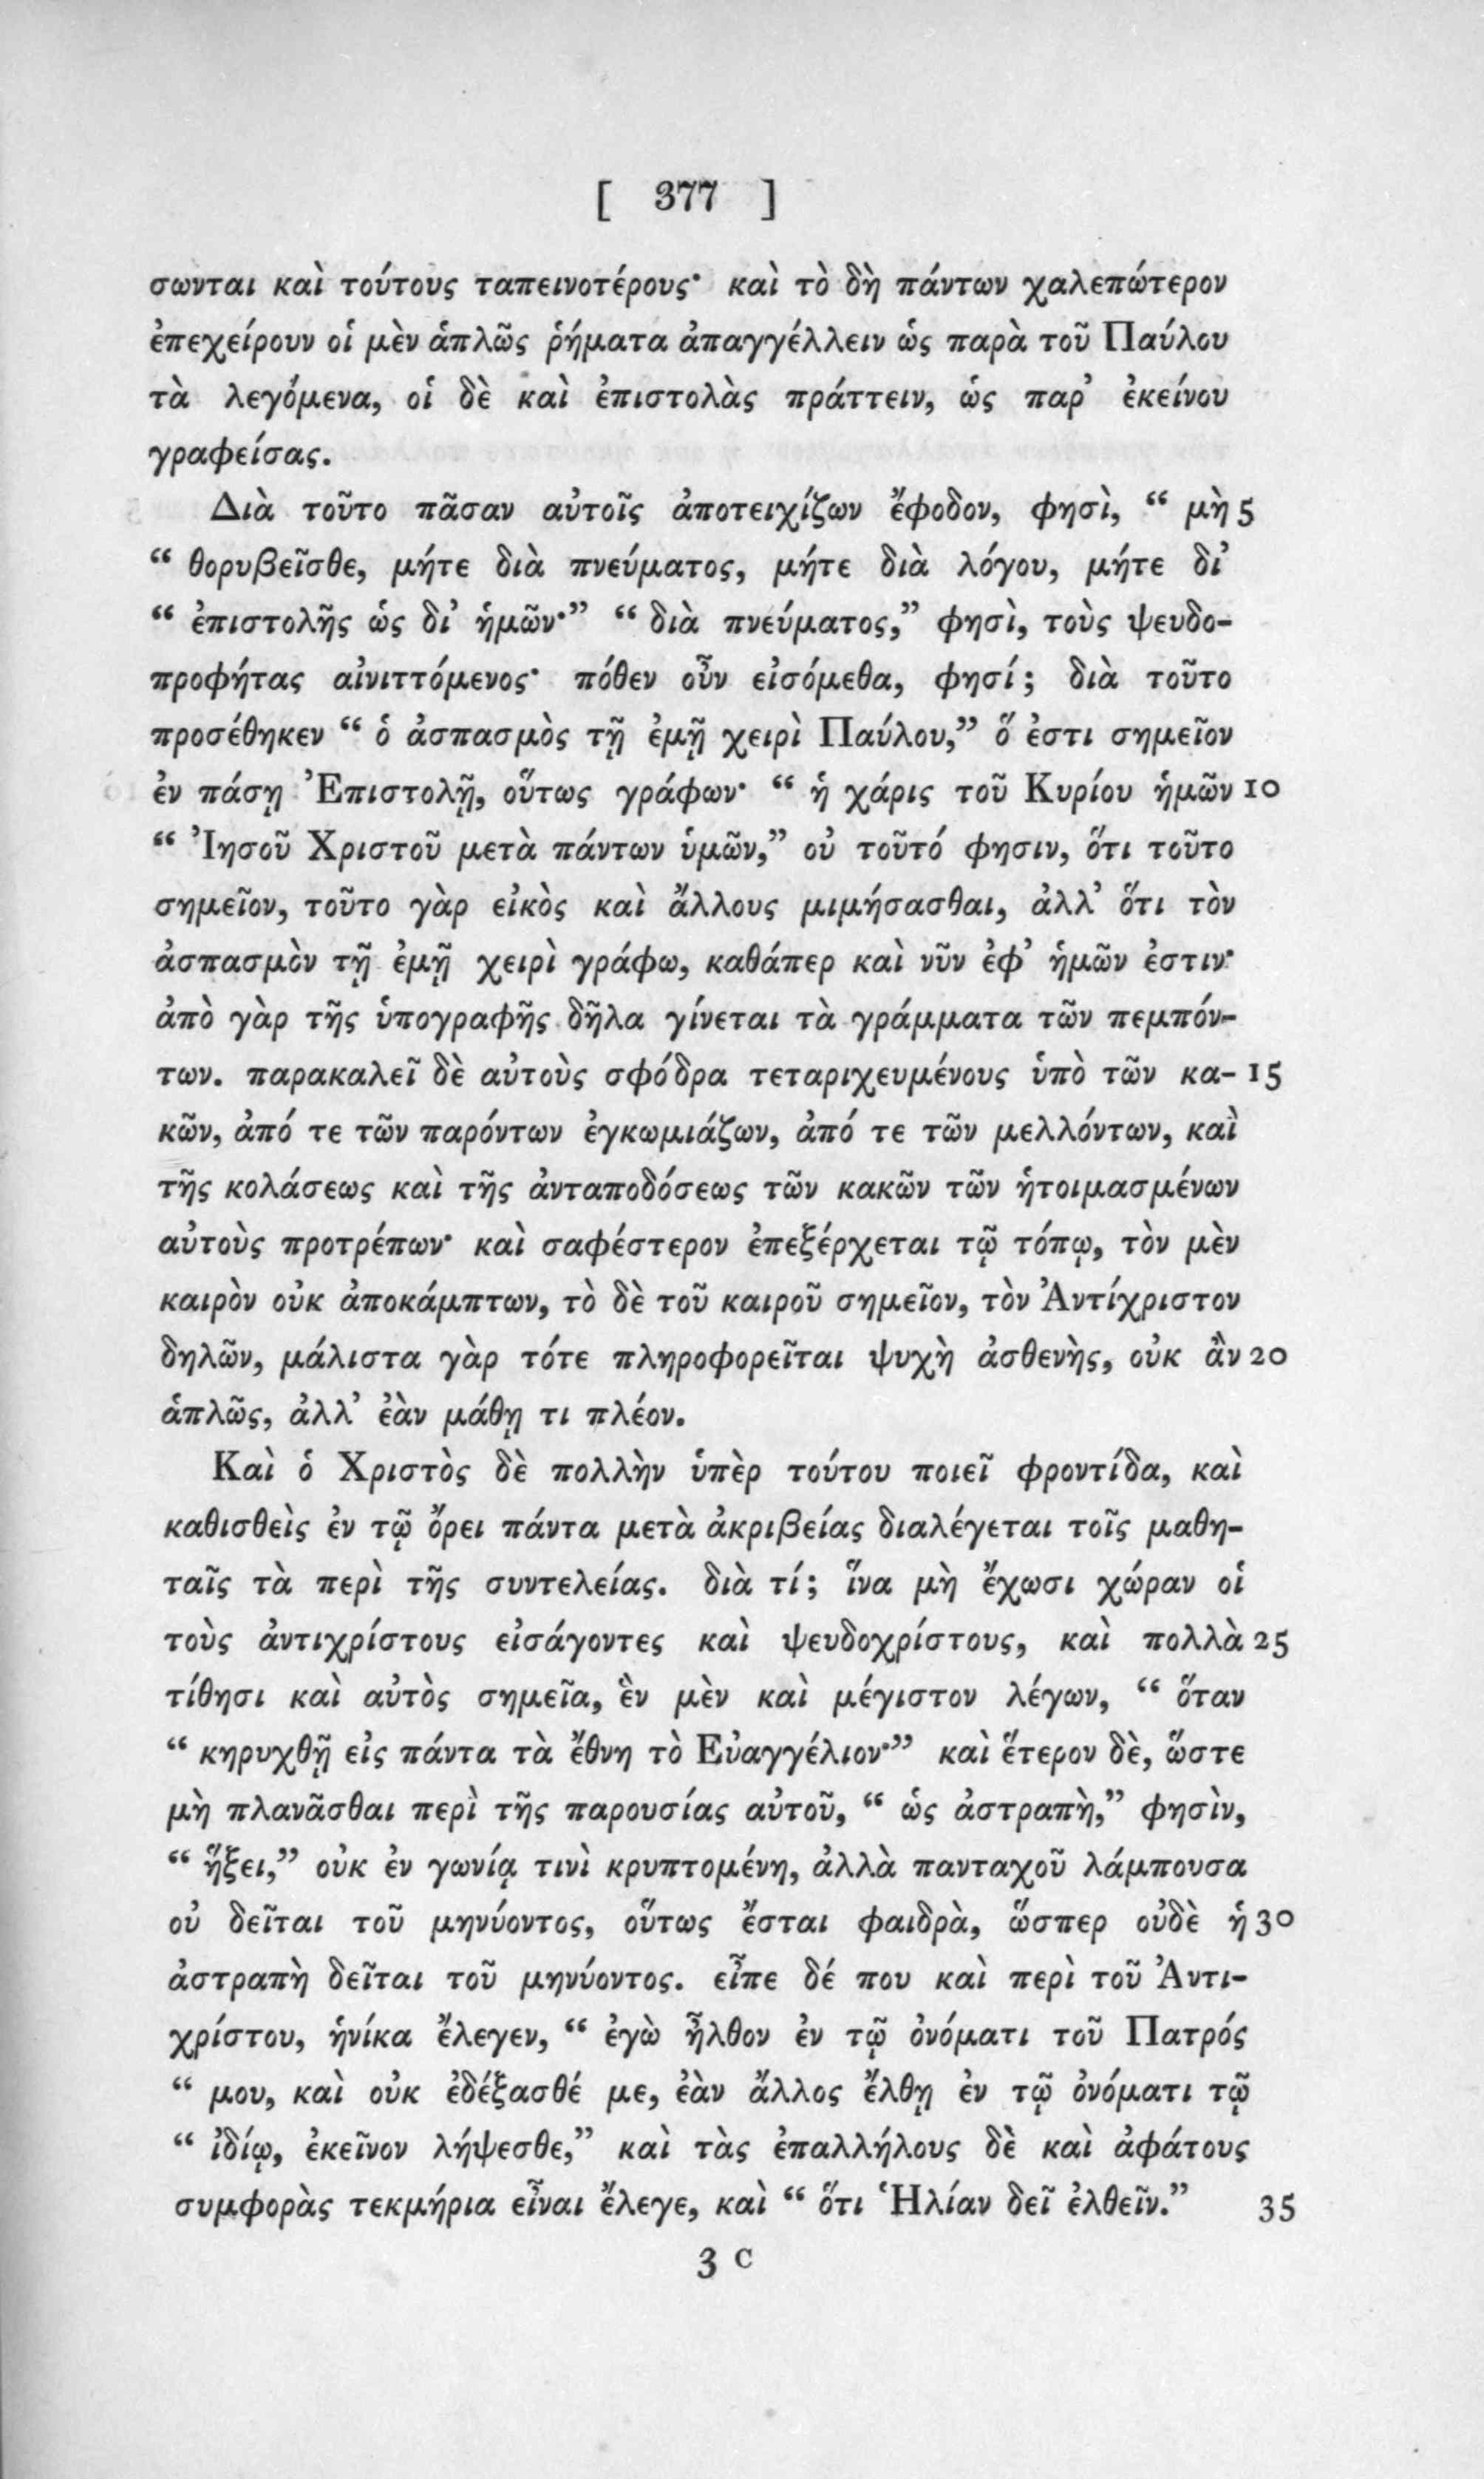 [ 377 ]
σωνται καὶ τούτους ταπεινοτέρους· καὶ τὸ δὴ πάντων χαλεπώτερον
ἐπεχείρουν οἱ μὲν ἁπλῶς ῥήματα ἀπαγγέλλειν ὡς παρὰ τοῦ Παύλου
τὰ λεγόμενα, οἱ δὲ καὶ ἐπιστολὰς πράττειν, ὡς παρ’ ἐκείνου
γραφείσας.
Διὰ τοῦτο πᾶσαν αὐτοῖς ἀποτειχίζων ἔφοδον, φησὶ, “ μὴ 5
“ θορυβεῖσθε, μήτε διὰ πνεύματος, μήτε διὰ λόγου, μήτε δι’
“ ἐπιστολῆς ὡς δι’ ἡμῶν·” “ διὰ πνεύματος,” φησὶ, τοὺς ψευδο-
προφήτας αἰνιττόμενος· πόθεν οὖν εἰσόμεθα, φησί; διὰ τοῦτο
προσέθηκεν “ ὁ ἀσπασμὸς τῇ ἐμῇ χειρὶ Παύλου,” ὅ ἐστι σημεῖον
ἐν πάσῃ Ἐπιστολῇ, οὕτως γράφων· “ ἡ χάρις τοῦ Κυρίου ἡμῶν 10
“ Ἰησοῦ Χριστοῦ μετὰ πάντων ὑμῶν,” οὐ τοῦτό φησιν, ὅτι τοῦτο
σημεῖον, τοῦτο γὰρ εἰκὸς καὶ ἄλλους μιμήσασθαι, ἀλλ’ ὅτι τὸν
ἀσπασμὸν τῇ ἐμῇ χειρὶ γράφω, καθάπερ καὶ νῦν ἐφ’ ἡμῶν ἐστιν·
ἀπὸ γὰρ τῆς ὑπογραφῆς δῆλα γίνεται τὰ γράμματα τῶν πεμπόν-
των. παρακαλεῖ δὲ αὐτοὺς σφόδρα τεταριχευμένους ὑπὸ τῶν κα- 15
κῶν, ἀπό τε τῶν παρόντων ἐγκωμιάζων, ἀπό τε τῶν μελλόντων, καὶ
τῆς κολάσεως καὶ τῆς ἀνταποδόσεως τῶν κακῶν τῶν ἡτοιμασμένων
αὐτοὺς προτρέπων· καὶ σαφέστερον ἐπεξέρχεται τῷ τόπῳ, τὸν μὲν
καιρὸν οὐκ ἀποκάμπτων, τὸ δὲ τοῦ καιροῦ σημεῖον, τὸν Ἀντίχριστον
δηλῶν, μάλιστα γὰρ τότε πληροφορεῖται ψυχὴ ἀσθενὴς, οὐκ ἂν 20
ἁπλῶς, ἀλλ’ ἐὰν μάθῃ τι πλέον.
Καὶ ὁ Χριστὸς δὲ πολλὴν ὑπὲρ τούτου ποιεῖ φροντίδα, καὶ
καθισθεὶς ἐν τῷ ὄρει πάντα μετὰ ἀκριβείας διαλέγεται τοῖς μαθη-
ταῖς τὰ περὶ τῆς συντελείας. διὰ τί; ἵνα μὴ ἔχωσι χώραν οἱ
τοὺς ἀντιχρίστους εἰσάγοντες καὶ ψευδοχρίστους, καὶ πολλὰ 25
τίθησι καὶ αὐτὸς σημεῖα, ἓν μὲν καὶ μέγιστον λέγων, “ ὅταν
“ κηρυχθῇ εἰς πάντα τὰ ἔθνη τὸ Εὐαγγέλιον·” καὶ ἕτερον δὲ, ὥστε
μὴ πλανᾶσθαι περὶ τῆς παρουσίας αὐτοῦ, “ ὡς ἀστραπὴ,” φησὶν,
“ ἥξει,” οὐκ ἐν γωνίᾳ τινὶ κρυπτομένη, ἀλλὰ πανταχοῦ λάμπουσα
οὐ δεῖται τοῦ μηνύοντος, οὕτως ἔσται φαιδρὰ, ὥσπερ οὐδὲ ἡ 30
ἀστραπὴ δεῖται τοῦ μηνύοντος. εἶπε δέ που καὶ περὶ τοῦ Ἀντι-
χρίστου, ἡνίκα ἔλεγεν, “ ἐγὼ ἦλθον ἐν τῷ ὀνόματι τοῦ Πατρός
“ μου, καὶ οὐκ ἐδέξασθέ με, ἐὰν ἄλλος ἔλθῃ ἐν τῷ ὀνόματι τῷ
“ ἰδίῳ, ἐκεῖνον λήψεσθε,” καὶ τὰς ἐπαλλήλους δὲ καὶ ἀφάτους
συμφορὰς τεκμήρια εἶναι ἔλεγε, καὶ “ ὅτι Ἡλίαν δεῖ ἐλθεῖν.” 35
3 C